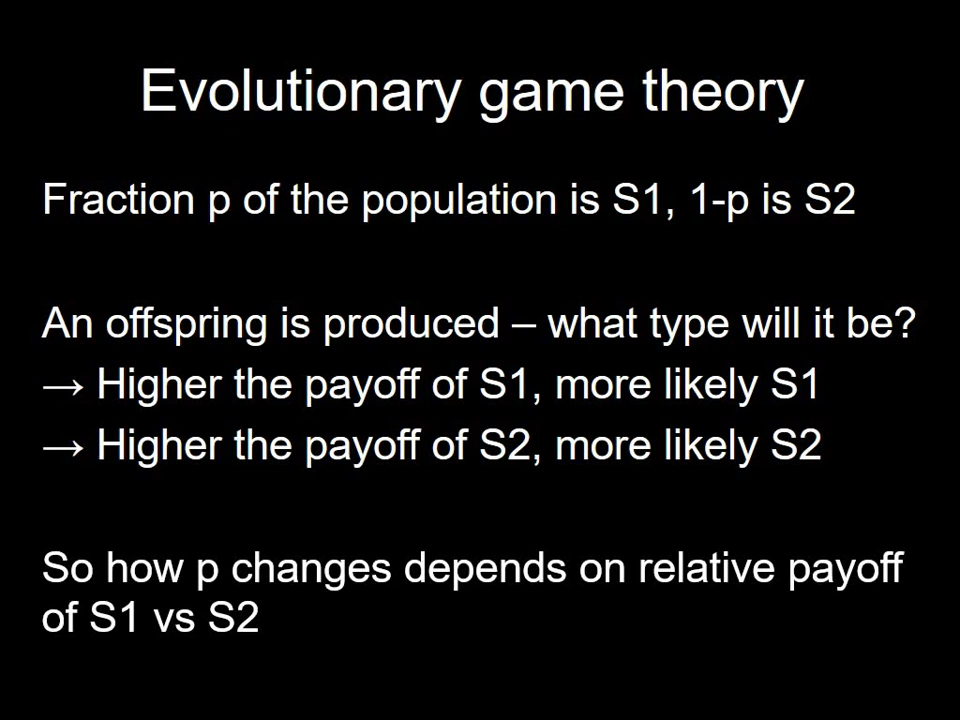 Evolutionary game theory
Fraction p of the population is S1, 1-p is S2
An offspring is produced – what type will it be?
→ Higher the payoff of S1, more likely S1
→ Higher the payoff of S2, more likely S2
So how p changes depends on relative payoff
of S1 vs S2